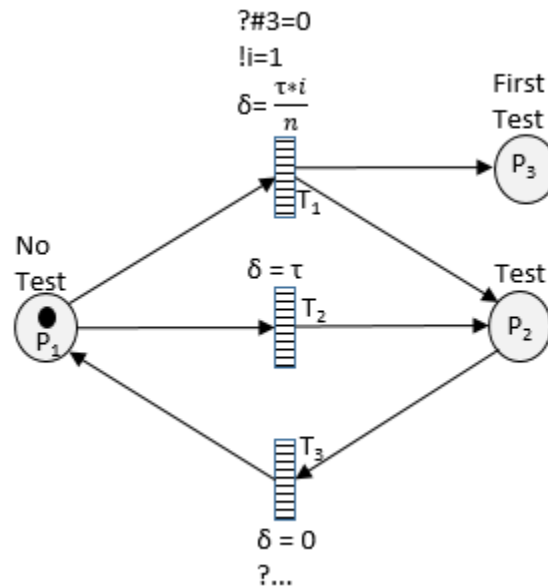 ?#3=0
!i=1
δ= τ*i/n
First
Test
P₃
T₁
No
Test
P₁
δ = τ
T₂
Test
P₂
T₃
δ = 0
?...